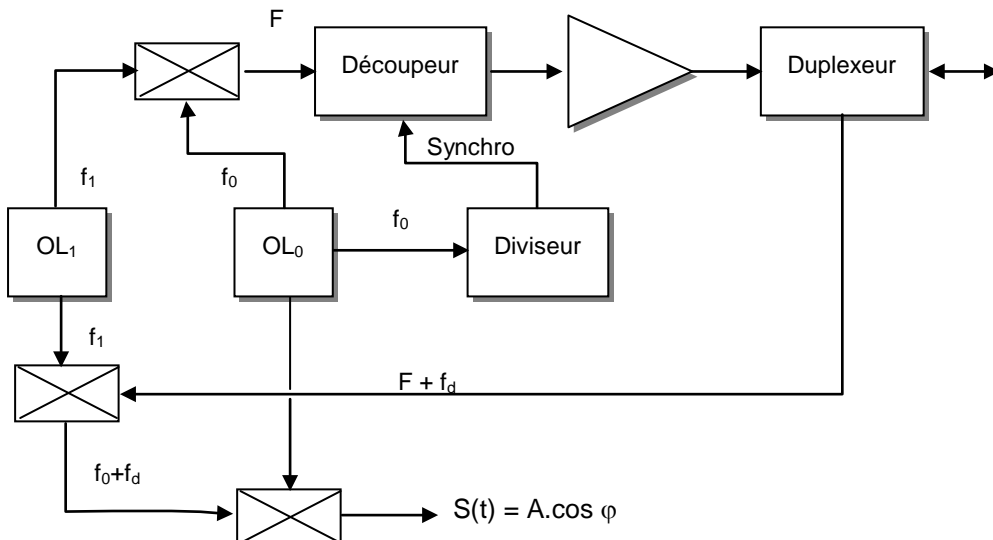 F
Découpeur
Duplexeur
Synchro
f₁
f₀
f₀
OL₁
OL₀
Diviseur
f₁
F + f_d
f₀+f_d
S(t) = A.cos φ